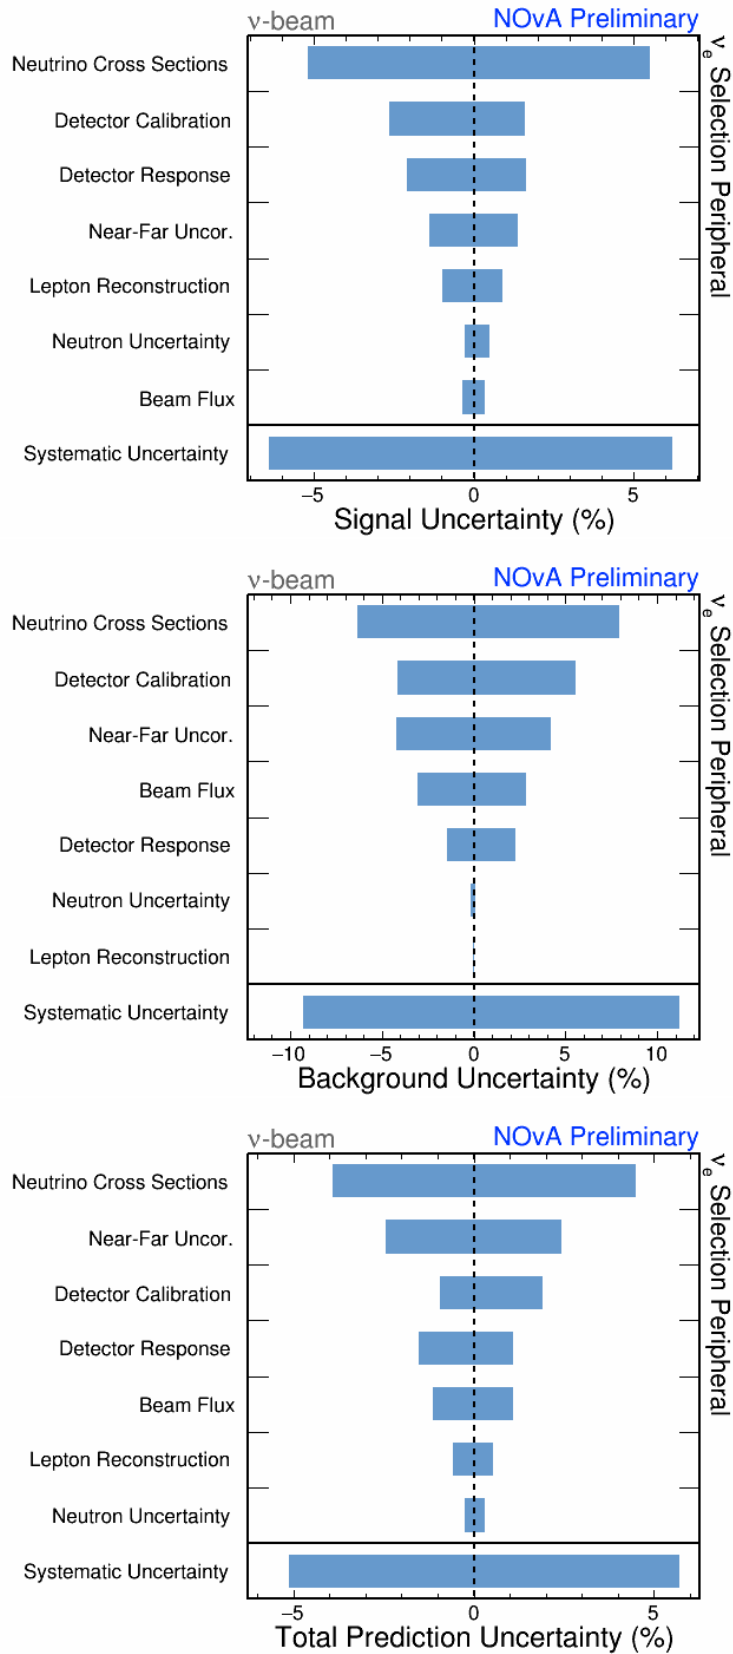 ν-beam NOvA Preliminary
Neutrino Cross Sections
Detector Calibration
Detector Response
Near-Far Uncor.
Lepton Reconstruction
Neutron Uncertainty
Beam Flux
Systematic Uncertainty
−5 0 5
Signal Uncertainty (%)
νe Selection Peripheral
ν-beam NOvA Preliminary
Neutrino Cross Sections
Detector Calibration
Near-Far Uncor.
Beam Flux
Detector Response
Neutron Uncertainty
Lepton Reconstruction
Systematic Uncertainty
−10 −5 0 5 10
Background Uncertainty (%)
νe Selection Peripheral
ν-beam NOvA Preliminary
Neutrino Cross Sections
Near-Far Uncor.
Detector Calibration
Detector Response
Beam Flux
Lepton Reconstruction
Neutron Uncertainty
Systematic Uncertainty
−5 0 5
Total Prediction Uncertainty (%)
νe Selection Peripheral